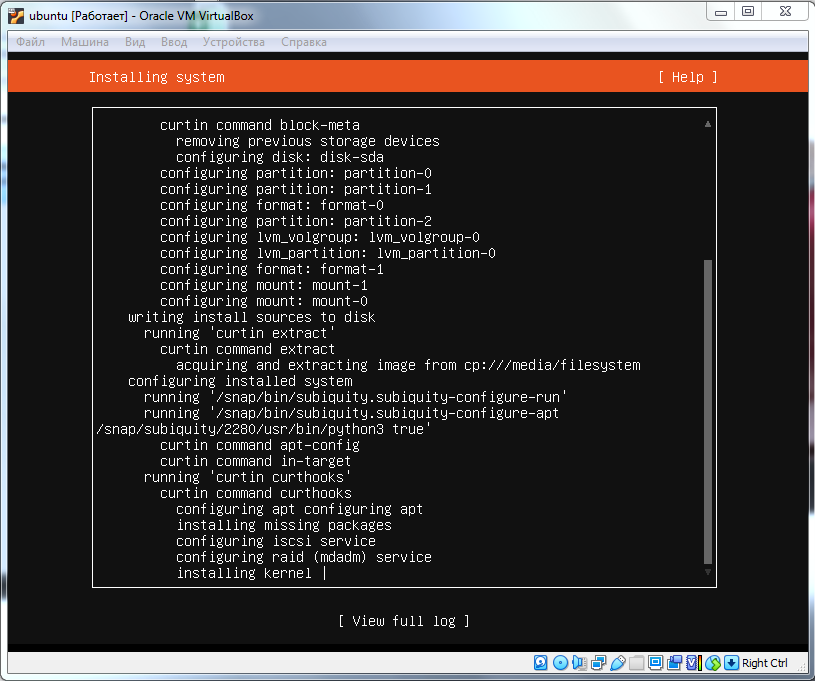 ubuntu [Работает] - Oracle VM VirtualBox
Файл Машина Вид Ввод Устройства Справка
Installing system [ Help ]
curtin command block-meta
removing previous storage devices
configuring disk: disk-sda
configuring partition: partition-0
configuring partition: partition-1
configuring format: format-0
configuring partition: partition-2
configuring lvm_volgroup: lvm_volgroup-0
configuring lvm_partition: lvm_partition-0
configuring format: format-1
configuring mount: mount-1
configuring mount: mount-0
writing install sources to disk
running 'curtin extract'
curtin command extract
acquiring and extracting image from cp:///media/filesystem
configuring installed system
running '/snap/bin/subiquity.subiquity-configure-run'
running '/snap/bin/subiquity.subiquity-configure-apt
/snap/subiquity/2280/usr/bin/python3 true'
curtin command apt-config
curtin command in-target
running 'curtin curthooks'
curtin command curthooks
configuring apt configuring apt
installing missing packages
configuring iscsi service
configuring raid (mdadm) service
installing kernel |
[ View full log ]
Right Ctrl